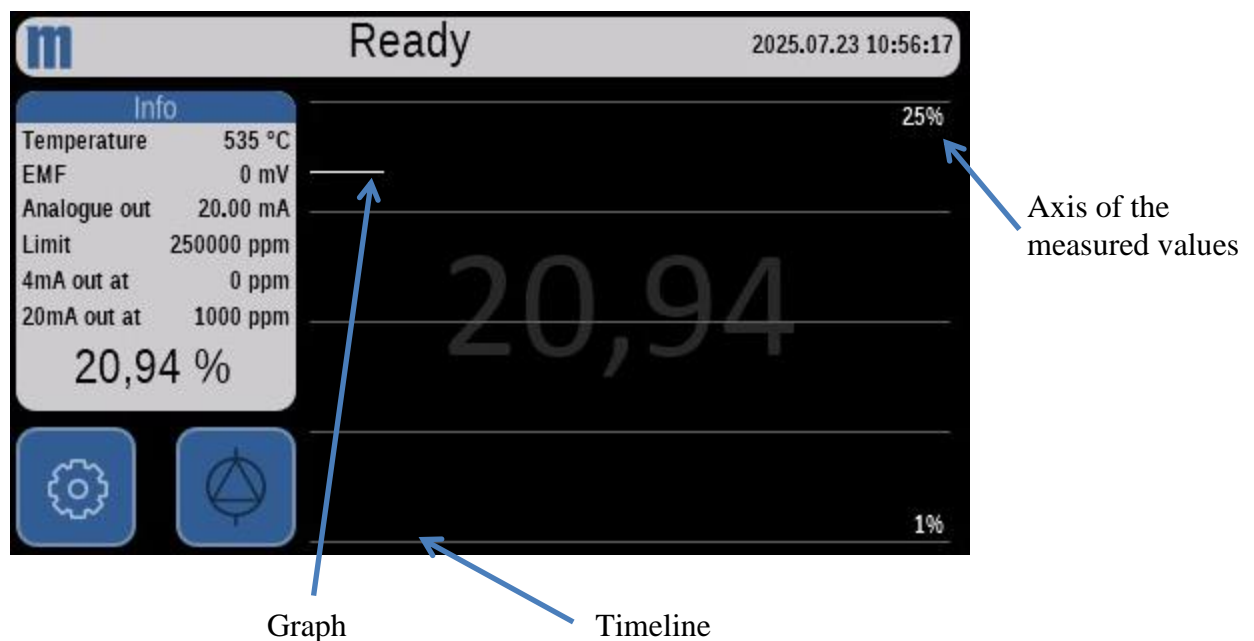 m Ready 2025.07.23 10:56:17
Info
Temperature 535 °C
EMF 0 mV
Analogue out 20.00 mA
Limit 250000 ppm
4mA out at 0 ppm
20mA out at 1000 ppm
20,94 %
25%
20,94
1%
Axis of the
measured values
Graph
Timeline